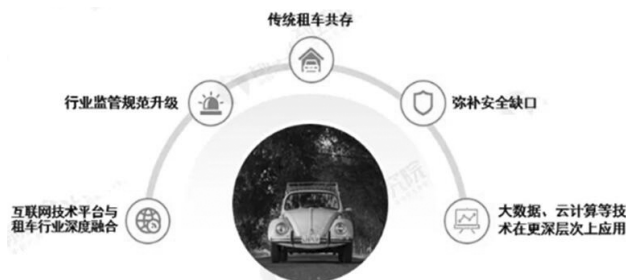 传统租车共存
行业监管规范升级
弥补安全缺口
互联网技术平台与
租车行业深度融合
大数据、云计算等技
术在更深层次上应用